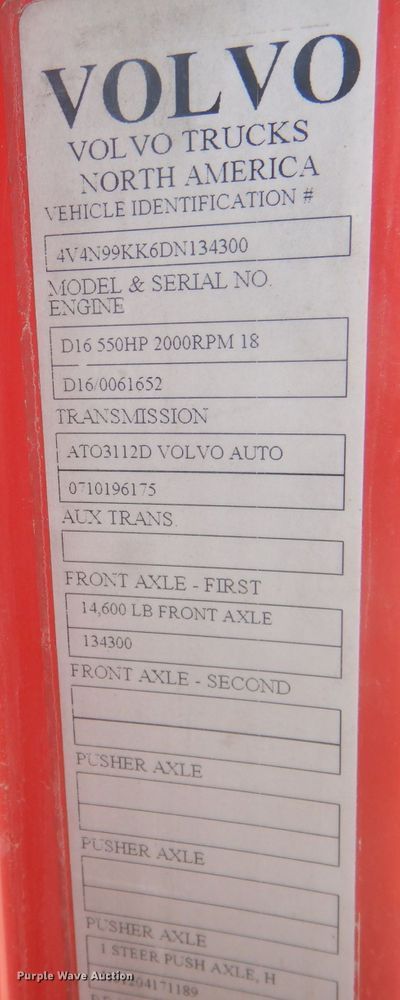 VOLVO
VOLVO TRUCKS
NORTH AMERICA
VEHICLE IDENTIFICATION #
4V4N99KK6DN134300
MODEL & SERIAL NO.
ENGINE
D16 550HP 2000RPM 18
D16/0061652
TRANSMISSION
ATO3112D VOLVO AUTO
0710196175
AUX TRANS.
FRONT AXLE - FIRST
14,600 LB FRONT AXLE
134300
FRONT AXLE - SECOND
PUSHER AXLE
PUSHER AXLE
PUSHER AXLE
1 STEER PUSH AXLE, H
Purple Wave Auction